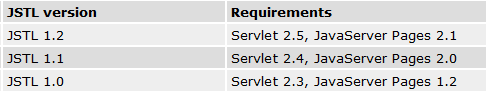 JSTL version Requirements
JSTL 1.2 Servlet 2.5, JavaServer Pages 2.1
JSTL 1.1 Servlet 2.4, JavaServer Pages 2.0
JSTL 1.0 Servlet 2.3, JavaServer Pages 1.2